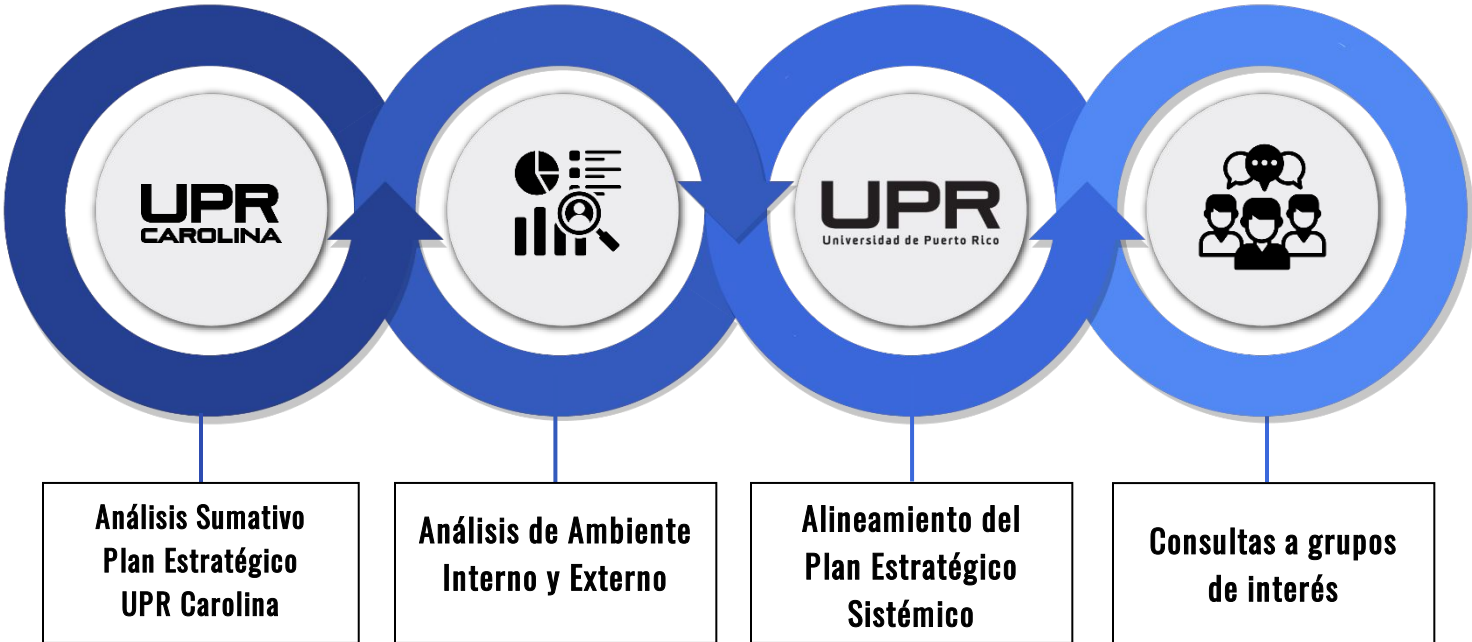 UPR
CAROLINA
UPR
Universidad de Puerto Rico
Análisis Sumativo
Plan Estratégico
UPR Carolina
Análisis de Ambiente
Interno y Externo
Alineamiento del
Plan Estratégico
Sistémico
Consultas a grupos
de interés